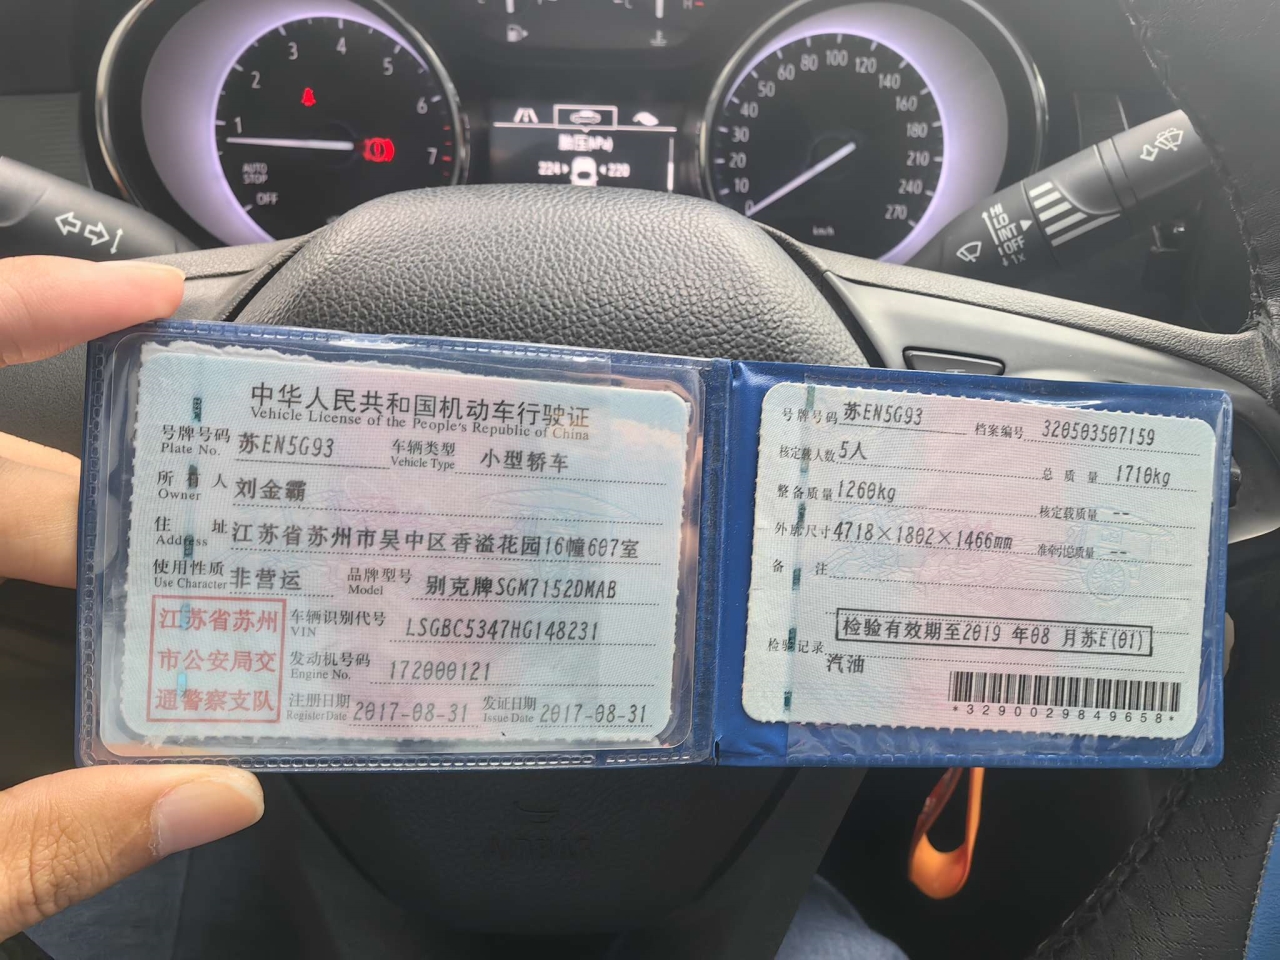 1
2
3
4
5
6
7
AUTO
STOP
OFF
胎压(kPa)
224
220
0
10
20
30
40
50
60
80
100
120
140
160
180
210
240
270
km/h
HI
LO
INT
OFF
1x
中华人民共和国机动车行驶证
Vehicle License of the People's Republic of China
号牌号码 苏EN5G93 车辆类型 小型轿车
Plate No. Vehicle Type
所有人 刘金霸
Owner
住址 江苏省苏州市吴中区香溢花园16幢607室
Address
使用性质 非营运 品牌型号 别克牌SGM7152DMAB
Use Character Model
江苏省苏州
市公安局交
通警察支队
车辆识别代号 LSGBC5347HG148231
VIN
发动机号码 172000121
Engine No.
注册日期 2017-08-31 发证日期 2017-08-31
Register Date Issue Date
号牌号码 苏EN5G93 档案编号 320503507159
核定载人数 5人 总质量 1710kg
整备质量 1260kg 核定载质量 --
外廓尺寸 4718×1802×1466mm 准牵引总质量 --
备注
检验有效期至2019 年08 月苏E(01)
检验记录
汽油
*3290029849658*